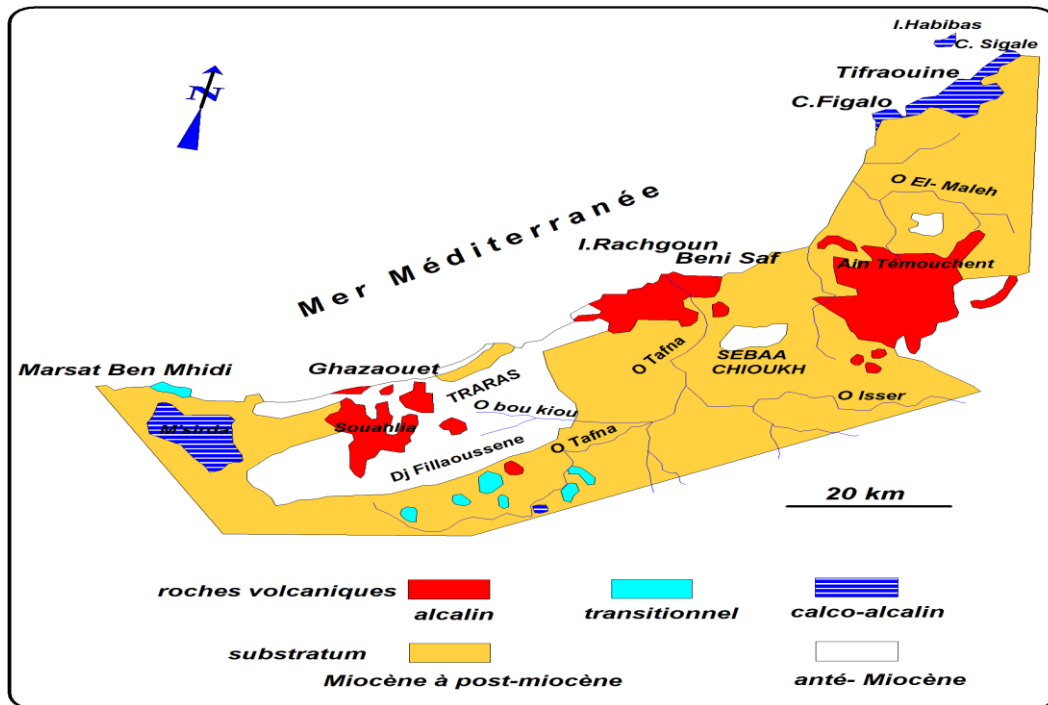 I.Habibas
C. Sigale
Tifraouine
C.Figalo
N
O El- Maleh
Mer Méditerranée
I.Rachgoun
Beni Saf
Ain Témouchent
Marsat Ben Mhidi
Ghazaouet
TRARAS
O Tafna
SEBAA
CHIOUKH
O Isser
M'sirda
Souahlia
O bou kiou
Dj Fillaoussene
O Tafna
20 km
roches volcaniques
alcalin
transitionnel
calco-alcalin
substratum
Miocène à post-miocène
anté- Miocène